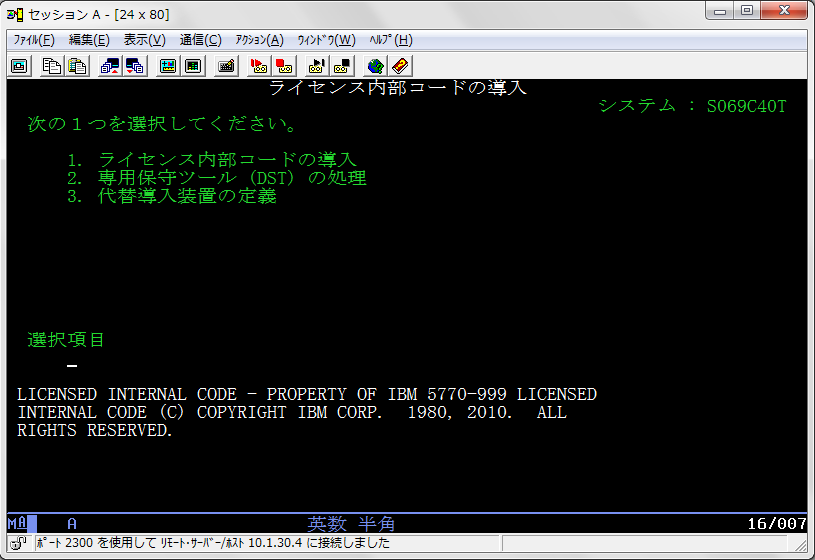 セッション A - [24 x 80]
ﾌｧｲﾙ(F) 編集(E) 表示(V) 通信(C) ｱｸｼｮﾝ(A) ｳｨﾝﾄﾞｳ(W) ﾍﾙﾌﾟ(H)
ライセンス内部コードの導入
システム : S069C40T
次の１つを選択してください。
1. ライセンス内部コードの導入
2. 専用保守ツール (DST) の処理
3. 代替導入装置の定義
選択項目
LICENSED INTERNAL CODE - PROPERTY OF IBM 5770-999 LICENSED
INTERNAL CODE (C) COPYRIGHT IBM CORP. 1980, 2010. ALL
RIGHTS RESERVED.
MA A 英数 半角 16/007
ﾎﾟｰﾄ 2300 を使用して ﾘﾓｰﾄ･ｻｰﾊﾞｰ/ﾎｽﾄ 10.1.30.4 に接続しました